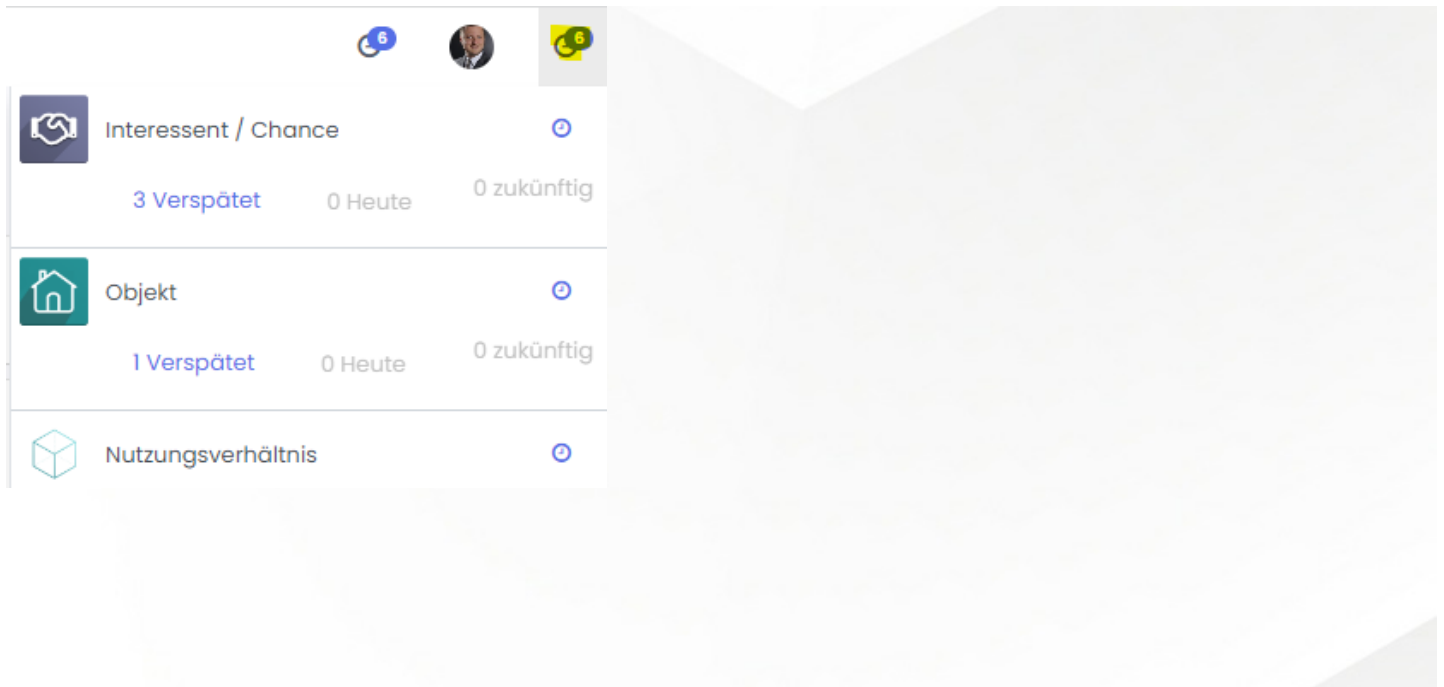 6 6
Interessent / Chance
3 Verspätet 0 Heute 0 zukünftig
Objekt
1 Verspätet 0 Heute 0 zukünftig
Nutzungsverhältnis